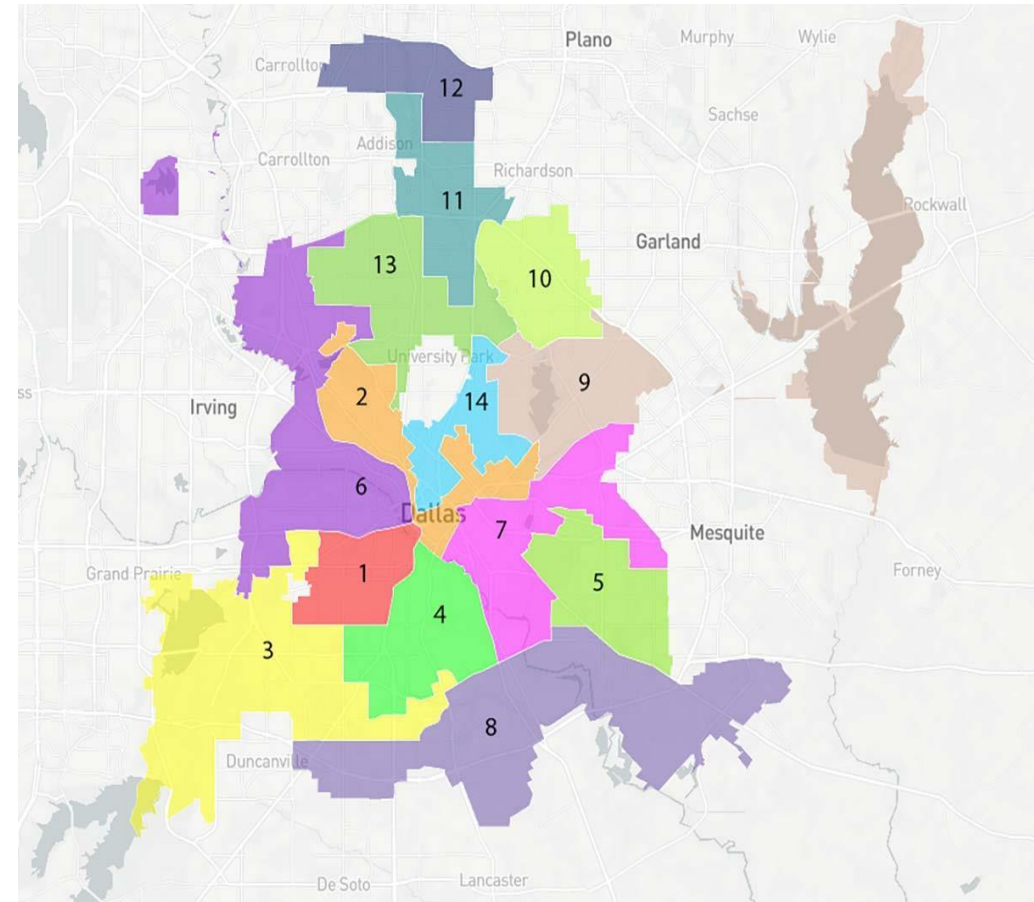 Plano
Murphy
Wylie
Carrollton
12
Sachse
Addison
Carrollton
Richardson
11
Rockwall
Garland
13
10
University Park
9
ss
2
14
Irving
6
Dallas
7
Mesquite
1
Forney
Grand Prairie
5
4
3
8
Duncanville
De Soto
Lancaster